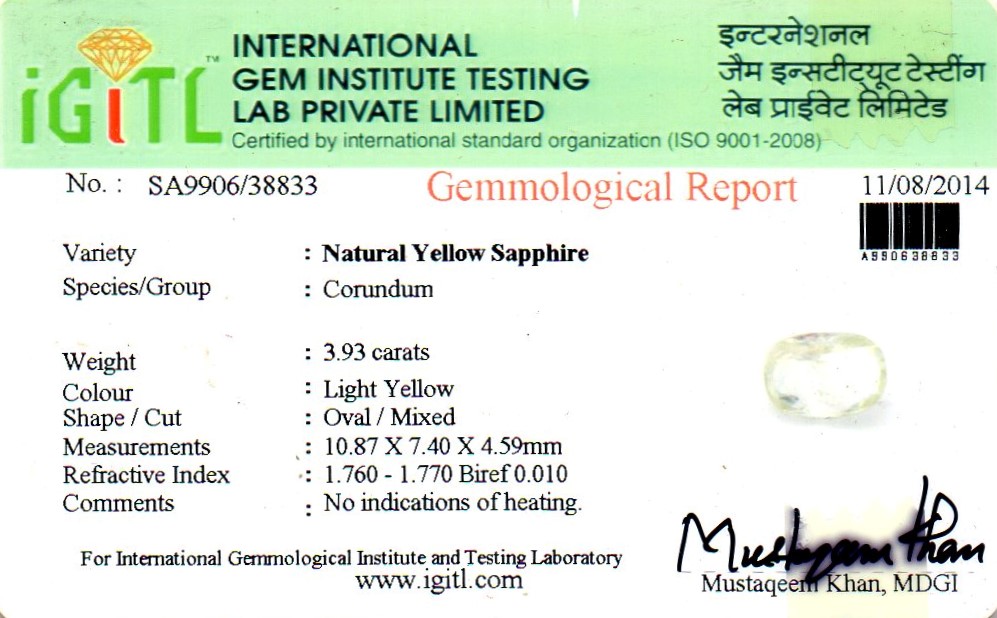 iGiTL™
INTERNATIONAL
GEM INSTITUTE TESTING
LAB PRIVATE LIMITED
Certified by international standard organization (ISO 9001-2008)
इन्टरनेशनल
जैम इन्सटीट्यूट टेस्टींग
लेब प्राईवेट लिमिटेड
No. : SA9906/38833
Gemmological Report
11/08/2014
A990638833
Variety : Natural Yellow Sapphire
Species/Group : Corundum
Weight : 3.93 carats
Colour : Light Yellow
Shape / Cut : Oval / Mixed
Measurements : 10.87 X 7.40 X 4.59mm
Refractive Index : 1.760 - 1.770 Biref 0.010
Comments : No indications of heating.
For International Gemmological Institute and Testing Laboratory
www.igitl.com
Mustaqeem Khan
Mustaqeem Khan, MDGI